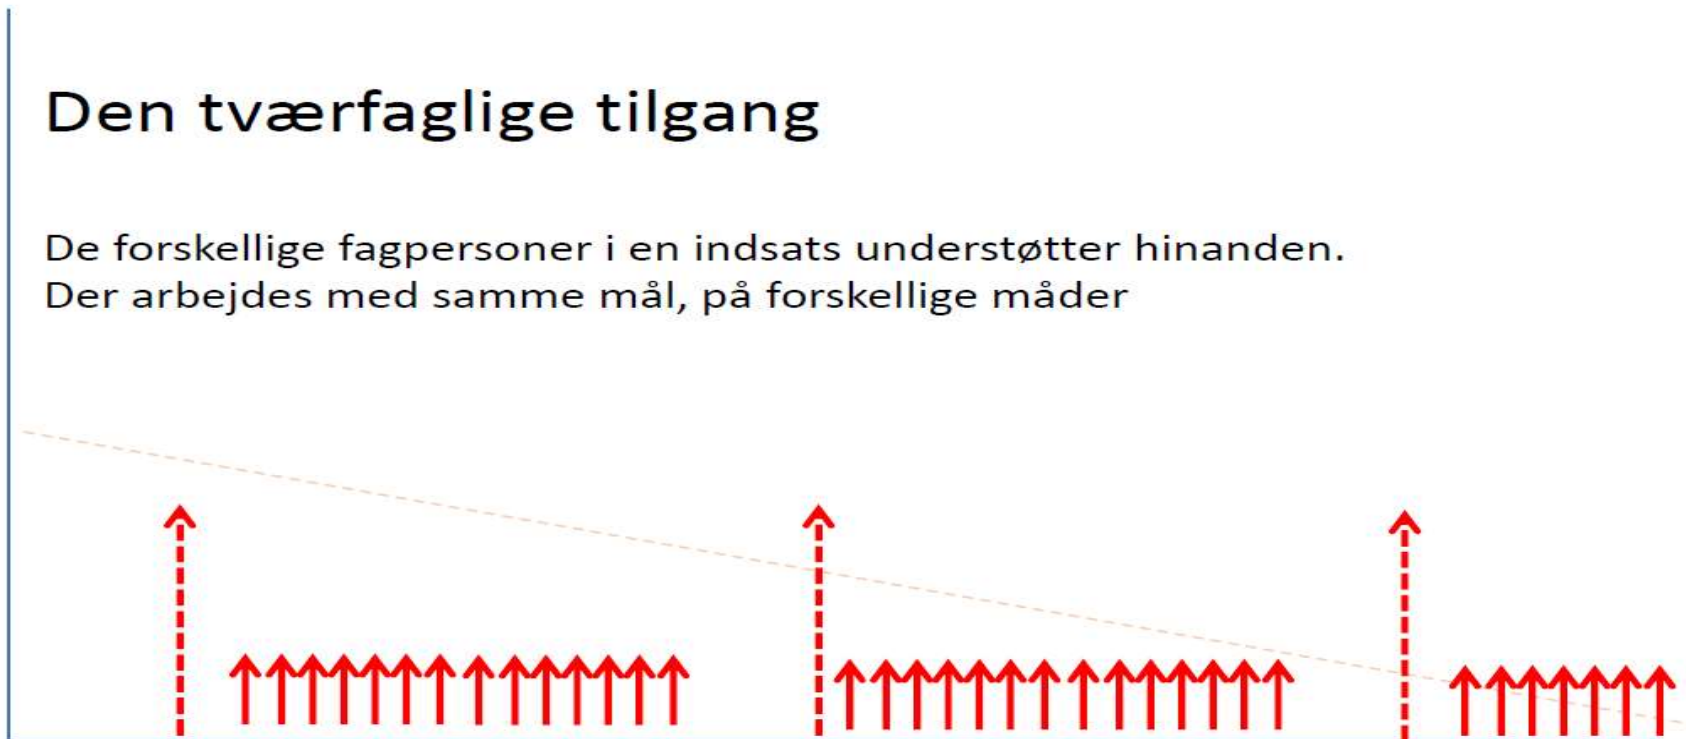 Den tværfaglige tilgang
De forskellige fagpersoner i en indsats understøtter hinanden.
Der arbejdes med samme mål, på forskellige måder